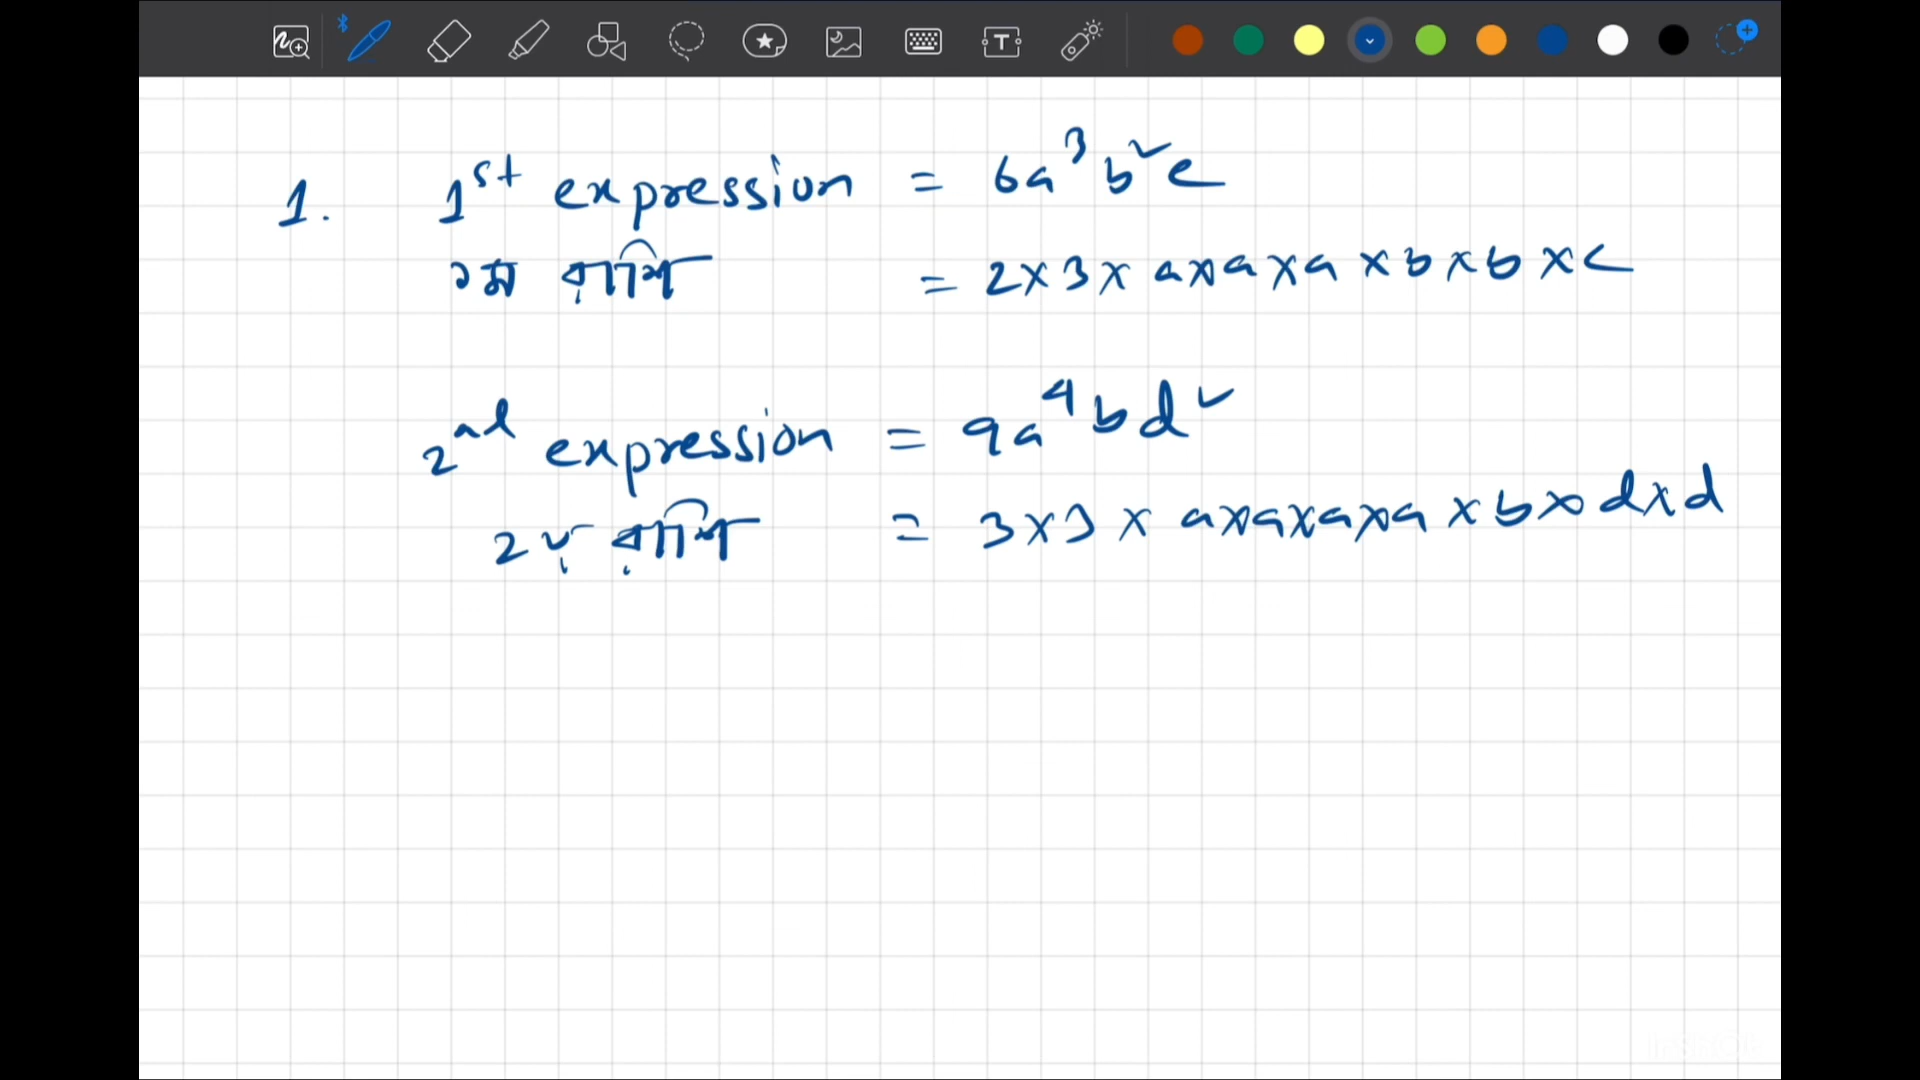 1. 1st expression = 6a³b²c
১ম রাশি = 2×3× a×a×a ×b×b ×c
2nd expression = 9a⁴bd²
2য় রাশি = 3×3× a×a×a×a ×b× d×d